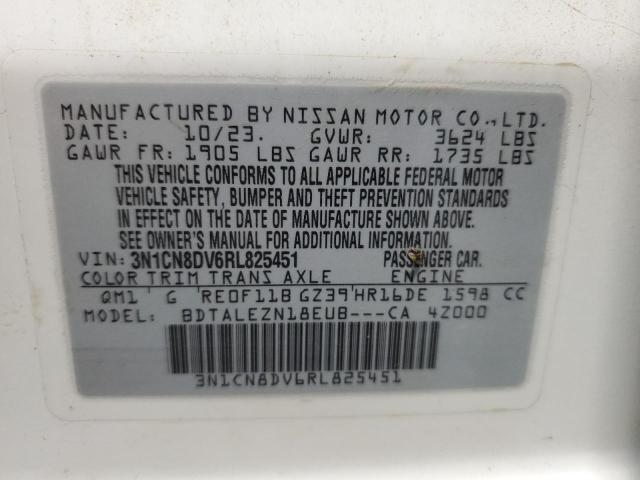 MANUFACTURED BY NISSAN MOTOR CO., LTD.
DATE: 10/23. GVWR: 3624 LBS
GAWR FR: 1905 LBS GAWR RR: 1735 LBS
THIS VEHICLE CONFORMS TO ALL APPLICABLE FEDERAL MOTOR
VEHICLE SAFETY, BUMPER AND THEFT PREVENTION STANDARDS
IN EFFECT ON THE DATE OF MANUFACTURE SHOWN ABOVE.
SEE OWNER'S MANUAL FOR ADDITIONAL INFORMATION.
VIN: 3N1CN8DV6RL825451 PASSENGER CAR.
COLOR TRIM TRANS AXLE ENGINE
QM1 G RE0F11B GZ39 HR16DE 1598 CC
MODEL: BDTALEZN18EUB---CA 4Z000
3N1CN8DV6RL825451